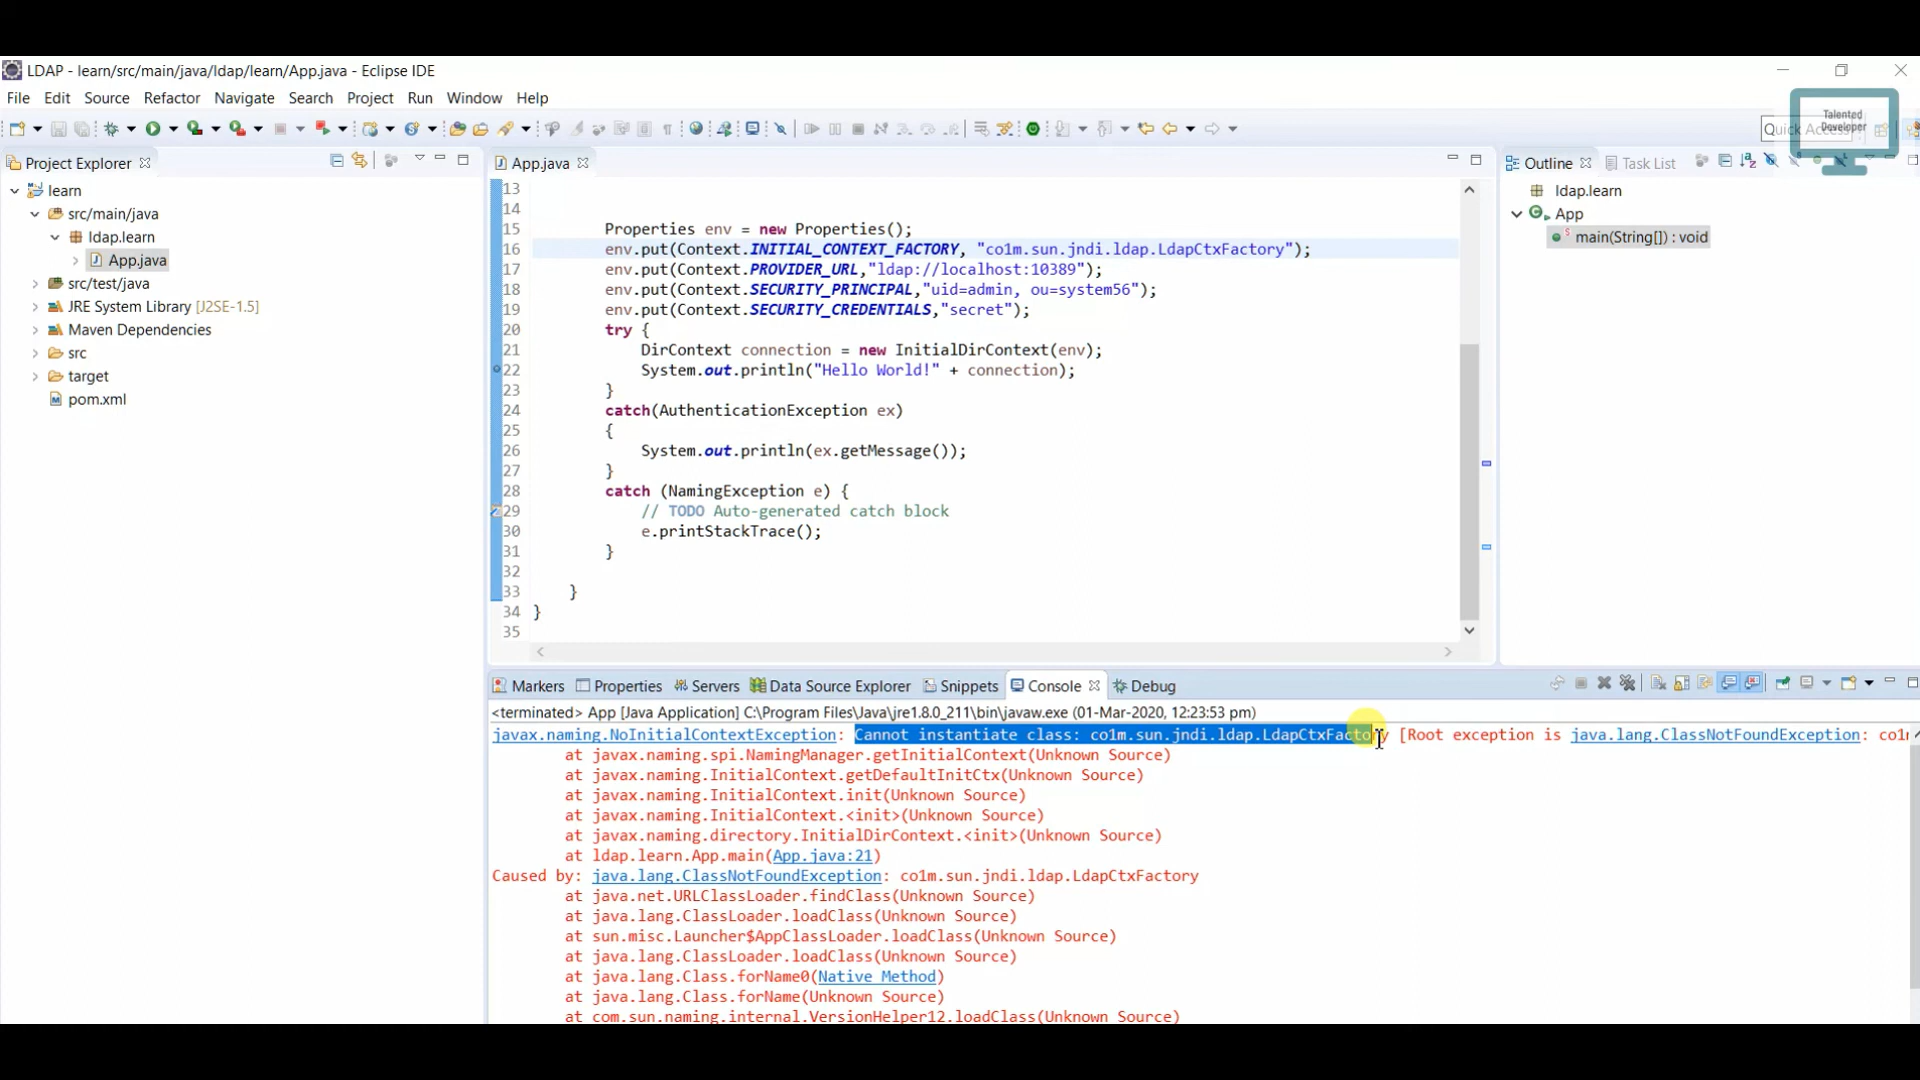 LDAP - learn/src/main/java/ldap/learn/App.java - Eclipse IDE
File Edit Source Refactor Navigate Search Project Run Window Help
Talented
Developer
Quick Access
Project Explorer
App.java
Outline
Task List
learn
src/main/java
ldap.learn
App.java
src/test/java
JRE System Library [J2SE-1.5]
Maven Dependencies
src
target
pom.xml
13
14
15 Properties env = new Properties();
16 env.put(Context.INITIAL_CONTEXT_FACTORY, "co1m.sun.jndi.ldap.LdapCtxFactory");
17 env.put(Context.PROVIDER_URL,"ldap://localhost:10389");
18 env.put(Context.SECURITY_PRINCIPAL,"uid=admin, ou=system56");
19 env.put(Context.SECURITY_CREDENTIALS,"secret");
20 try {
21 DirContext connection = new InitialDirContext(env);
22 System.out.println("Hello World!" + connection);
23 }
24 catch(AuthenticationException ex)
25 {
26 System.out.println(ex.getMessage());
27 }
28 catch (NamingException e) {
29 // TODO Auto-generated catch block
30 e.printStackTrace();
31 }
32
33 }
34 }
35
ldap.learn
App
main(String[]) : void
Markers Properties Servers Data Source Explorer Snippets Console Debug
<terminated> App [Java Application] C:\Program Files\Java\jre1.8.0_211\bin\javaw.exe (01-Mar-2020, 12:23:53 pm)
javax.naming.NoInitialContextException: Cannot instantiate class: co1m.sun.jndi.ldap.LdapCtxFactory [Root exception is java.lang.ClassNotFoundException: co1
at javax.naming.spi.NamingManager.getInitialContext(Unknown Source)
at javax.naming.InitialContext.getDefaultInitCtx(Unknown Source)
at javax.naming.InitialContext.init(Unknown Source)
at javax.naming.InitialContext.<init>(Unknown Source)
at javax.naming.directory.InitialDirContext.<init>(Unknown Source)
at ldap.learn.App.main(App.java:21)
Caused by: java.lang.ClassNotFoundException: co1m.sun.jndi.ldap.LdapCtxFactory
at java.net.URLClassLoader.findClass(Unknown Source)
at java.lang.ClassLoader.loadClass(Unknown Source)
at sun.misc.Launcher$AppClassLoader.loadClass(Unknown Source)
at java.lang.ClassLoader.loadClass(Unknown Source)
at java.lang.Class.forName0(Native Method)
at java.lang.Class.forName(Unknown Source)
at com.sun.naming.internal.VersionHelper12.loadClass(Unknown Source)